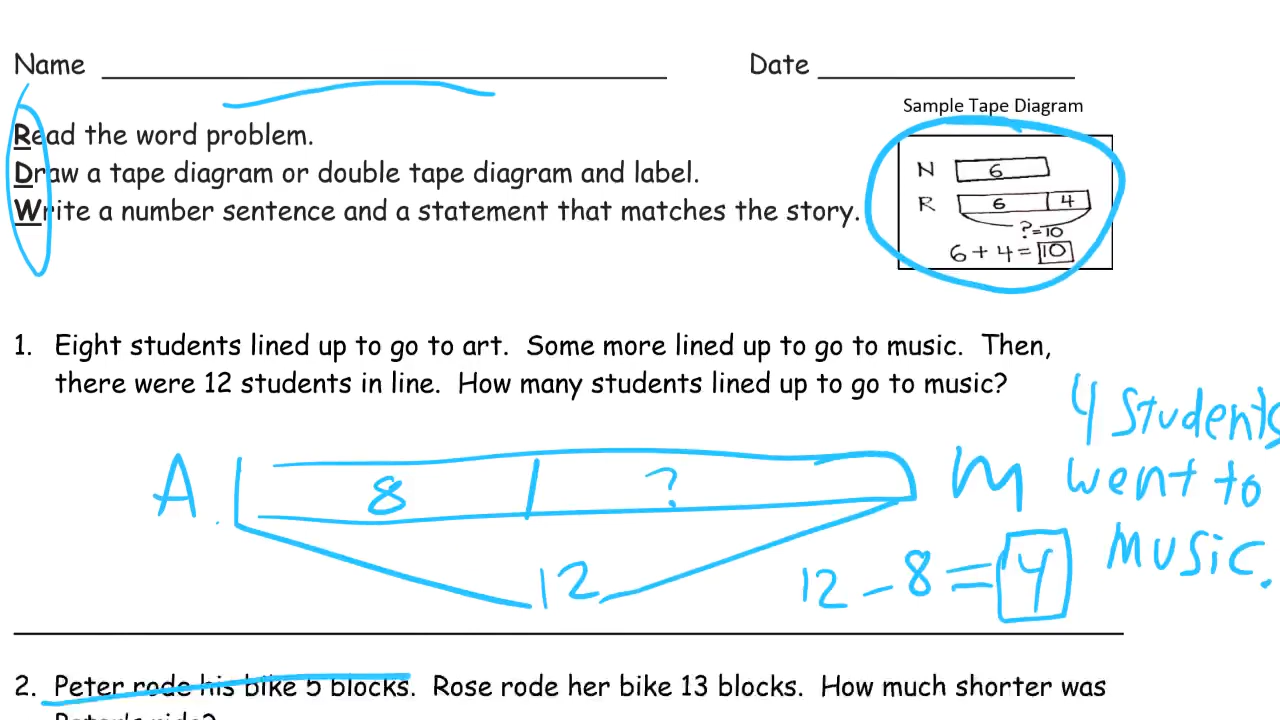 Name ____ Date ____
Sample Tape Diagram
Read the word problem.
Draw a tape diagram or double tape diagram and label.
Write a number sentence and a statement that matches the story.
N 6
R 6 4
?=10
6 + 4 = 10
1. Eight students lined up to go to art. Some more lined up to go to music. Then,
there were 12 students in line. How many students lined up to go to music?
4 students
went to
music.
A 8 ? M
12
12 - 8 = 4
2. Peter rode his bike 5 blocks. Rose rode her bike 13 blocks. How much shorter was
Peter's ride?